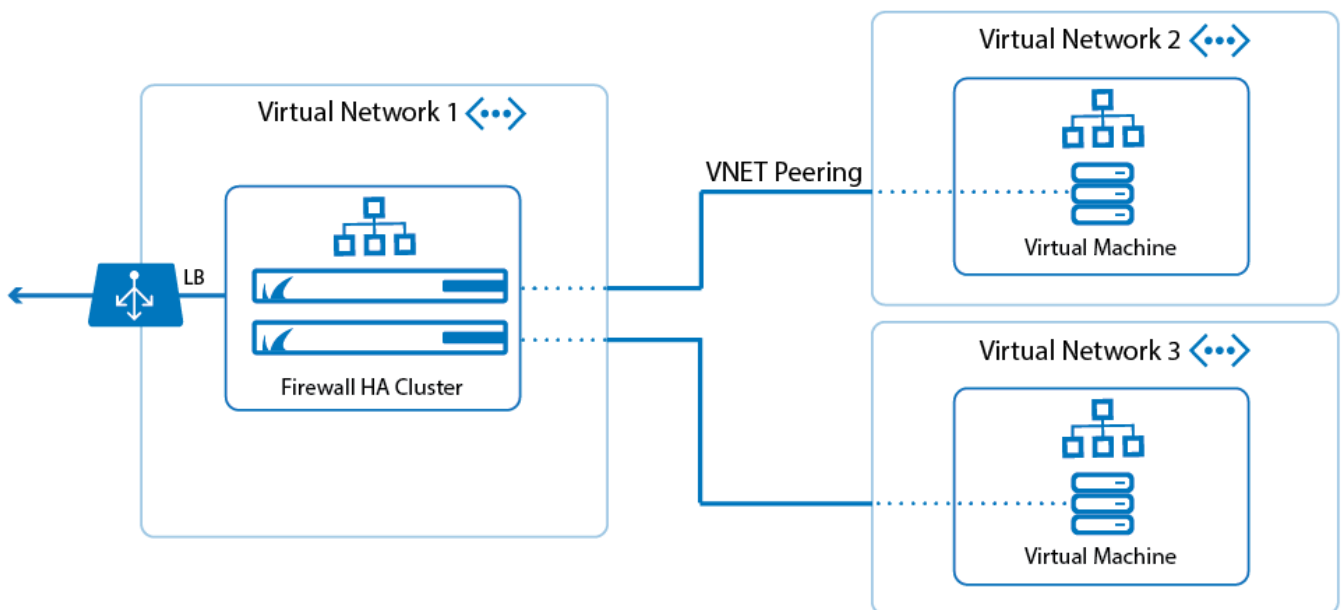 Virtual Network 1
LB
Firewall HA Cluster
VNET Peering
Virtual Network 2
Virtual Machine
Virtual Network 3
Virtual Machine